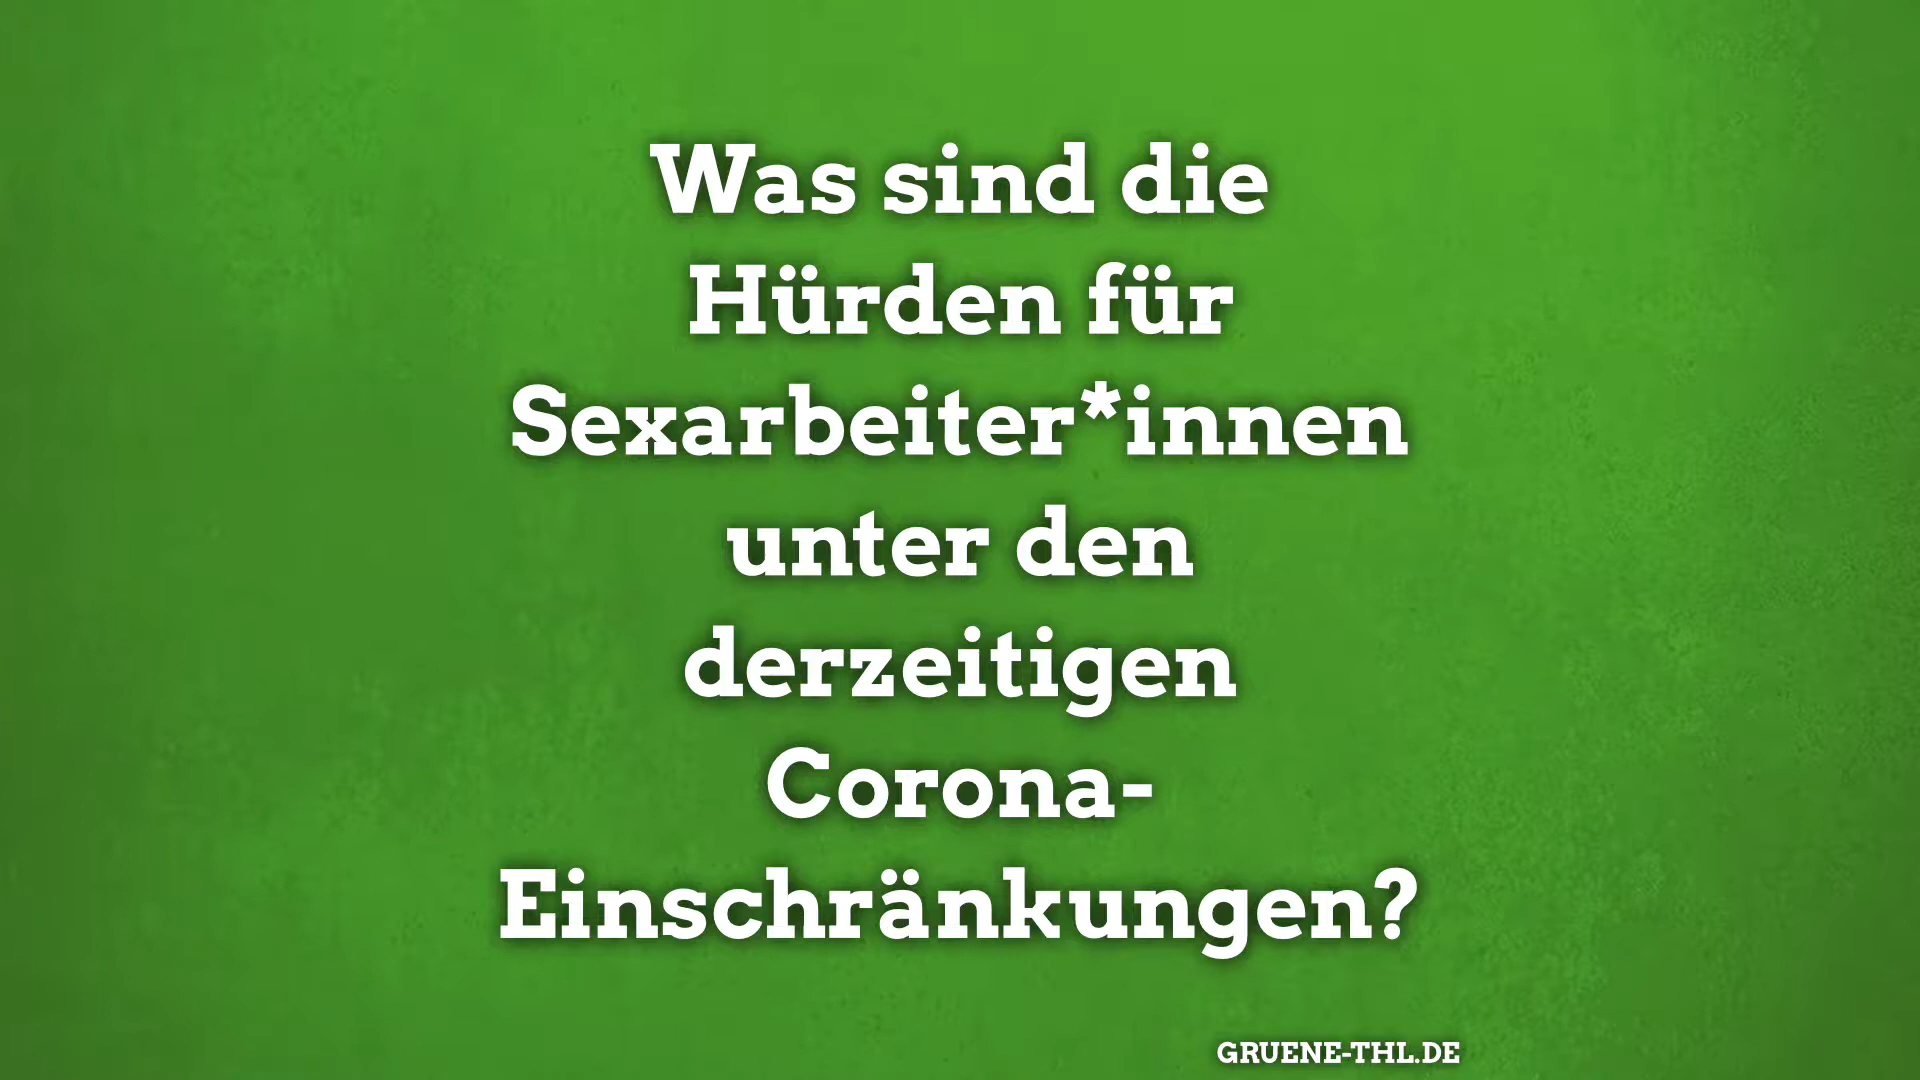 Was sind die
Hürden für
Sexarbeiter*innen
unter den
derzeitigen
Corona-
Einschränkungen?
GRUENE-THL.DE